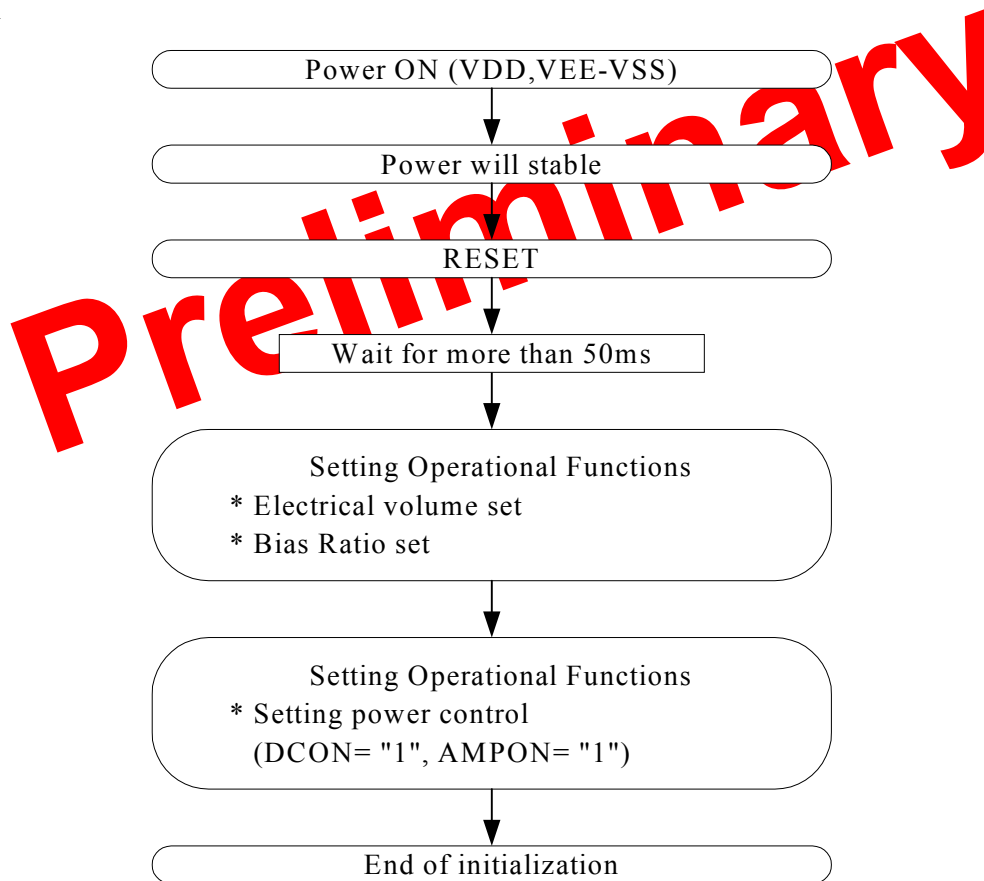 Power ON (VDD,VEE-VSS)
Power will stable
RESET
Wait for more than 50ms
Setting Operational Functions
* Electrical volume set
* Bias Ratio set
Setting Operational Functions
* Setting power control
(DCON= "1", AMPON= "1")
End of initialization
Preliminary